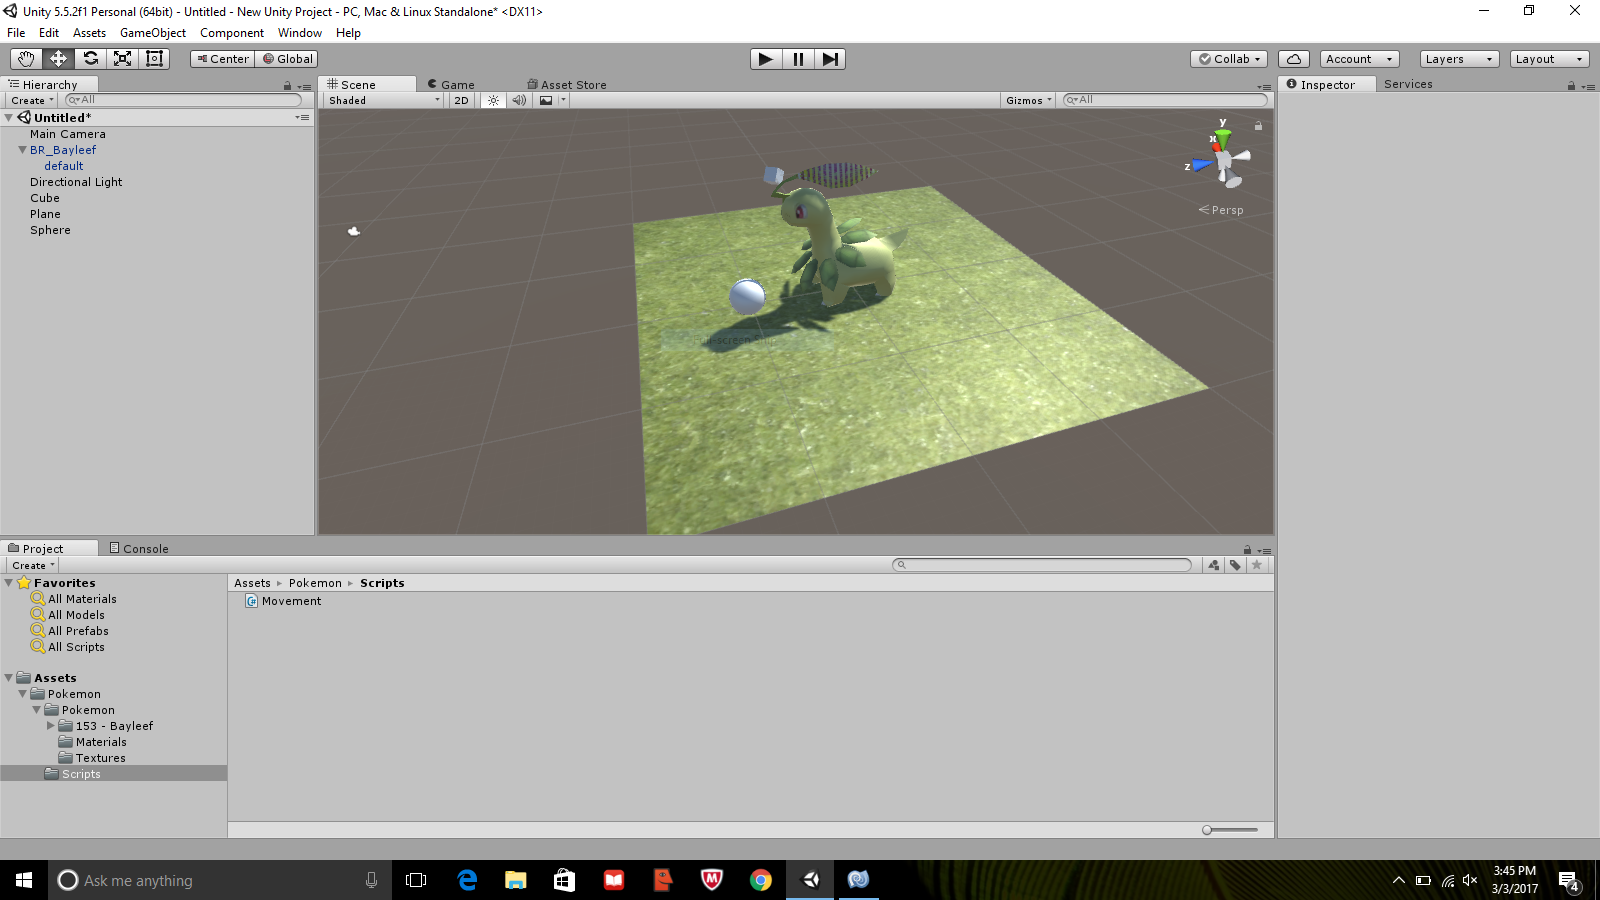 Unity 5.5.2f1 Personal (64bit) - Untitled - New Unity Project - PC, Mac & Linux Standalone* <DX11>
File Edit Assets GameObject Component Window Help
Center Global Collab Account Layers Layout
Hierarchy Scene Game Asset Store Inspector Services
Create All Shaded 2D Gizmos All
Untitled*
Main Camera
BR_Bayleef
default
Directional Light
Cube
Plane
Sphere
y
x
z
Persp
Full-screen Snip
Project Console
Create
Favorites
All Materials
All Models
All Prefabs
All Scripts
Assets
Pokemon
Pokemon
153 - Bayleef
Materials
Textures
Scripts
Assets Pokemon Scripts
C# Movement
Ask me anything
3:45 PM
3/3/2017
4